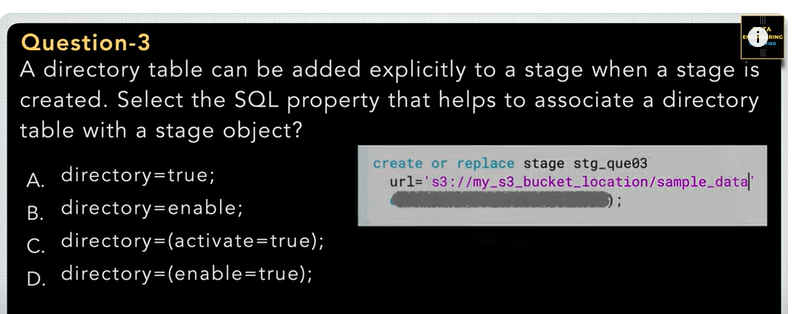 Question-3
A directory table can be added explicitly to a stage when a stage is
created. Select the SQL property that helps to associate a directory
table with a stage object?
A. directory=true;
B. directory=enable;
C. directory=(activate=true);
D. directory=(enable=true);
create or replace stage stg_que03
url='s3://my_s3_bucket_location/sample_data'
);